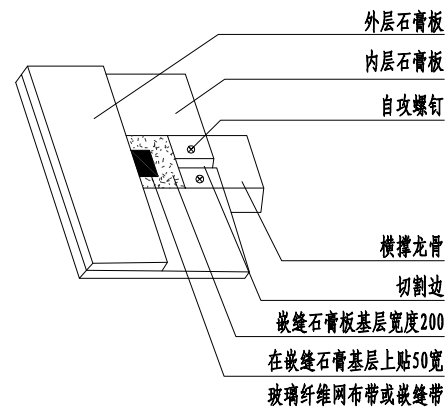 外层石膏板
内层石膏板
自攻螺钉
横撑龙骨
切割边
嵌缝石膏板基层宽度200
在嵌缝石膏基层上贴50宽
玻璃纤维网布带或嵌缝带